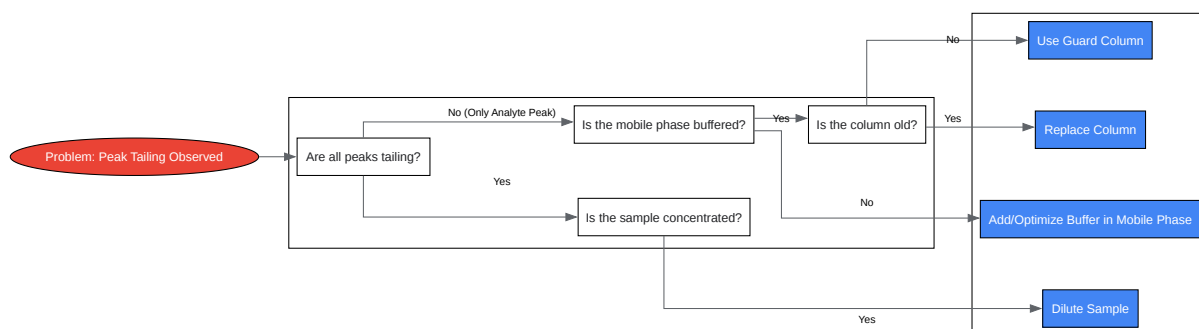 Problem: Peak Tailing Observed
Are all peaks tailing?
No (Only Analyte Peak)
Is the mobile phase buffered?
Yes
Is the column old?
No
Use Guard Column
Yes
Replace Column
No
Add/Optimize Buffer in Mobile Phase
Yes
Is the sample concentrated?
Yes
Dilute Sample